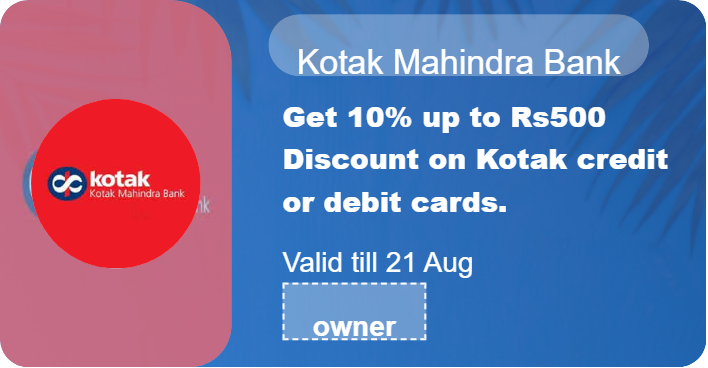 Kotak Mahindra Bank
Get 10% up to Rs500
Discount on Kotak credit
or debit cards.
Valid till 21 Aug
owner
kotak
Kotak Mahindra Bank
nk